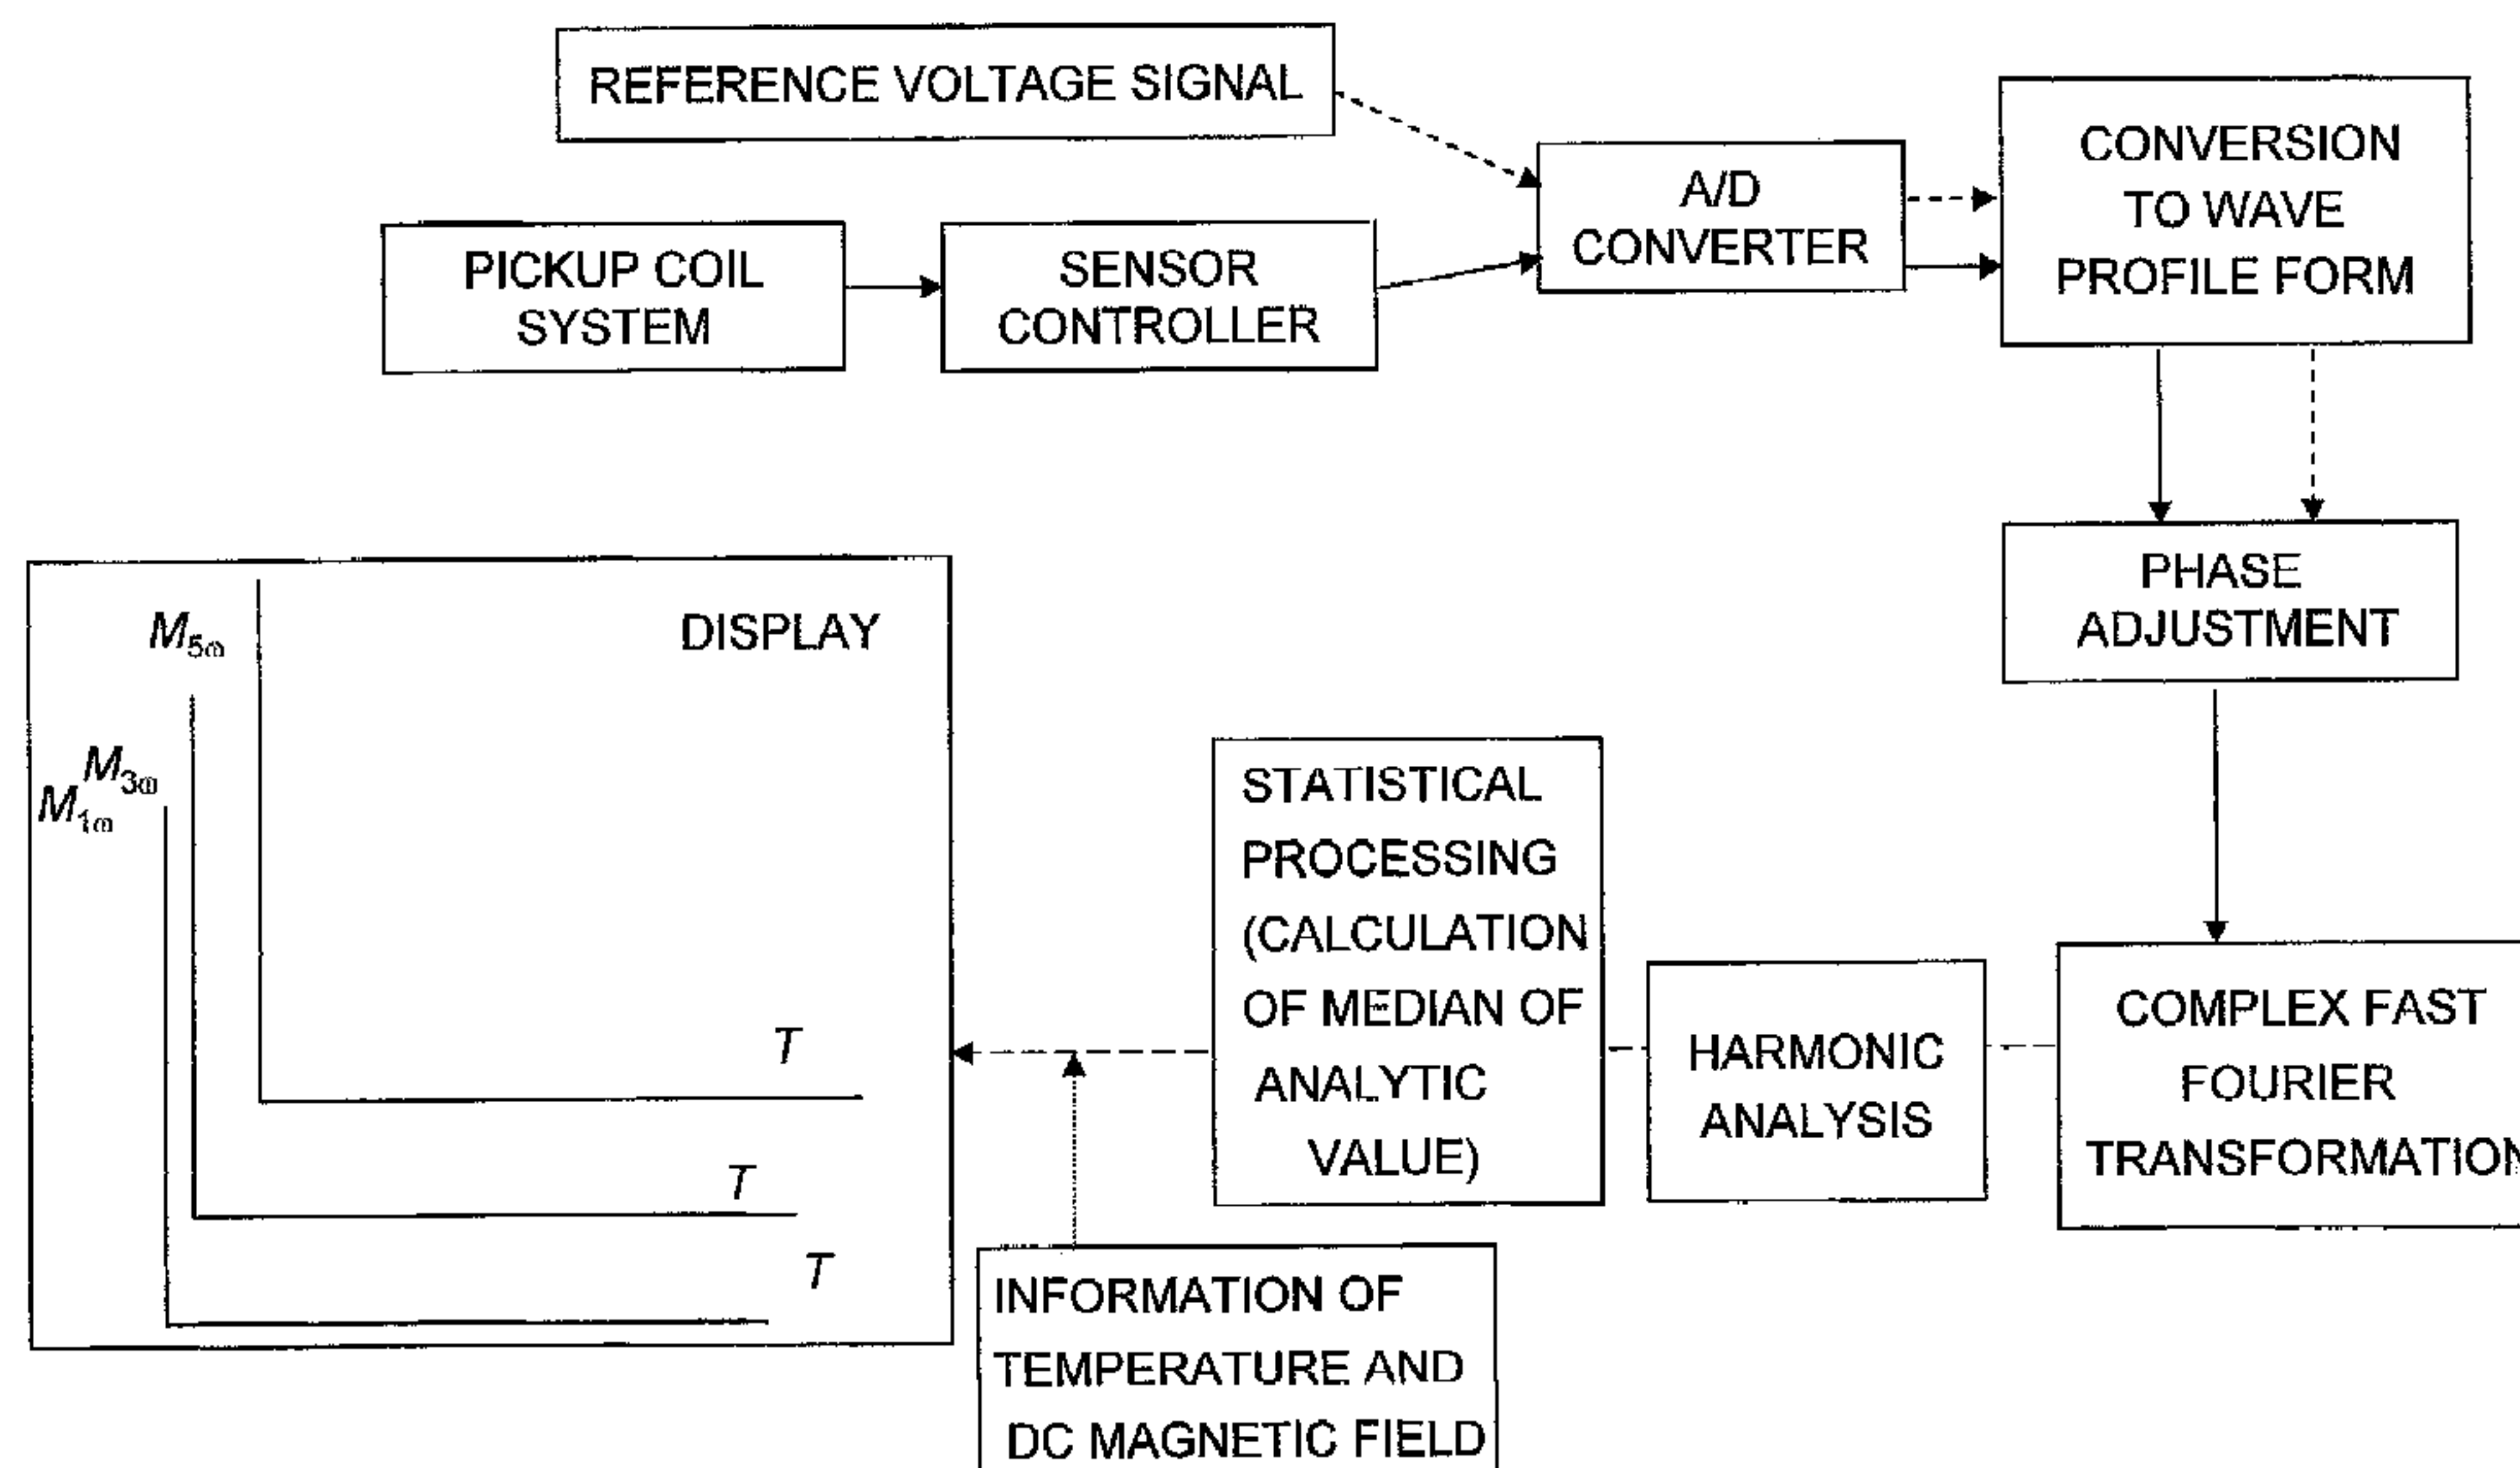 REFERENCE VOLTAGE SIGNAL
PICKUP COIL
SYSTEM
SENSOR
CONTROLLER
A/D
CONVERTER
CONVERSION
TO WAVE
PROFILE FORM
PHASE
ADJUSTMENT
COMPLEX FAST
FOURIER
TRANSFORMATION
HARMONIC
ANALYSIS
STATISTICAL
PROCESSING
(CALCULATION
OF MEDIAN OF
ANALYTIC
VALUE)
INFORMATION OF
TEMPERATURE AND
DC MAGNETIC FIELD
DISPLAY
M5ω
M3ω
M1ω
T
T
T